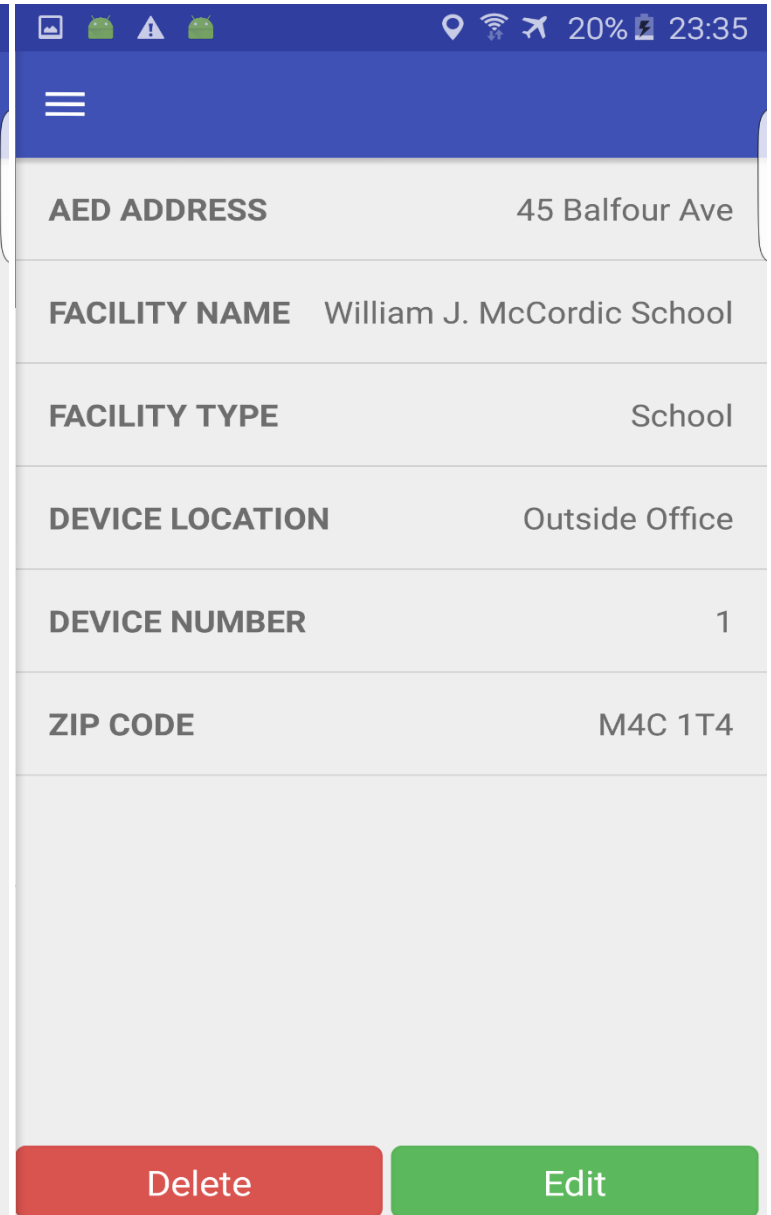 20% 23:35
AED ADDRESS 45 Balfour Ave
FACILITY NAME William J. McCordic School
FACILITY TYPE School
DEVICE LOCATION Outside Office
DEVICE NUMBER 1
ZIP CODE M4C 1T4
Delete Edit